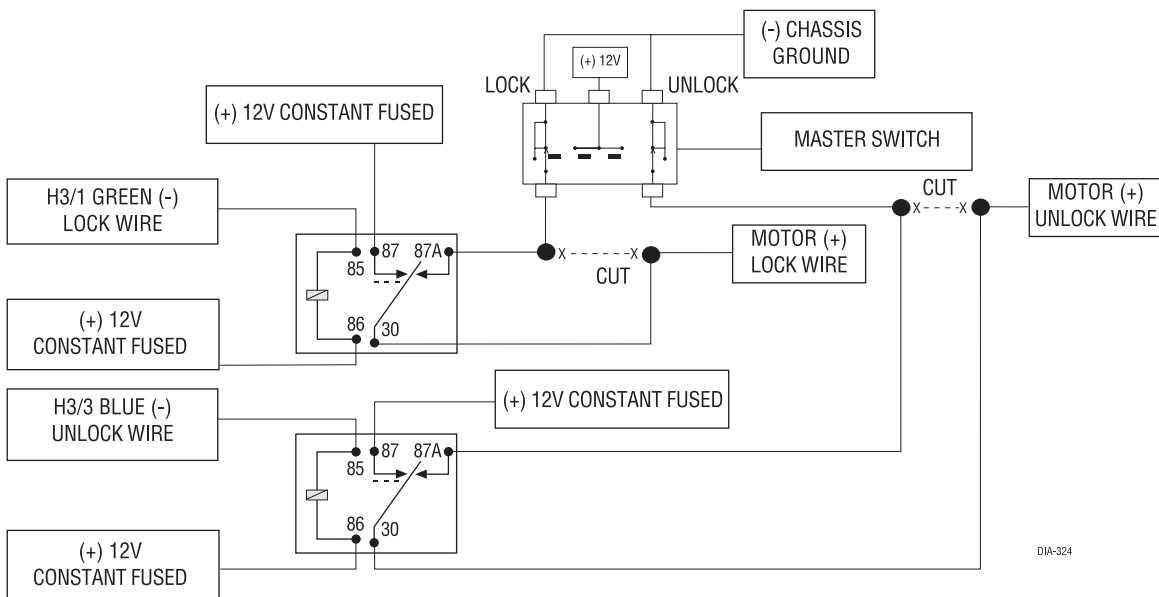 (-) CHASSIS
GROUND
(+) 12V
LOCK
UNLOCK
(+) 12V CONSTANT FUSED
MASTER SWITCH
H3/1 GREEN (-)
LOCK WIRE
CUT
MOTOR (+)
UNLOCK WIRE
87
87A
85
MOTOR (+)
LOCK WIRE
CUT
86
30
(+) 12V
CONSTANT FUSED
H3/3 BLUE (-)
UNLOCK WIRE
(+) 12V CONSTANT FUSED
87
87A
85
86
30
(+) 12V
CONSTANT FUSED
DIA-324